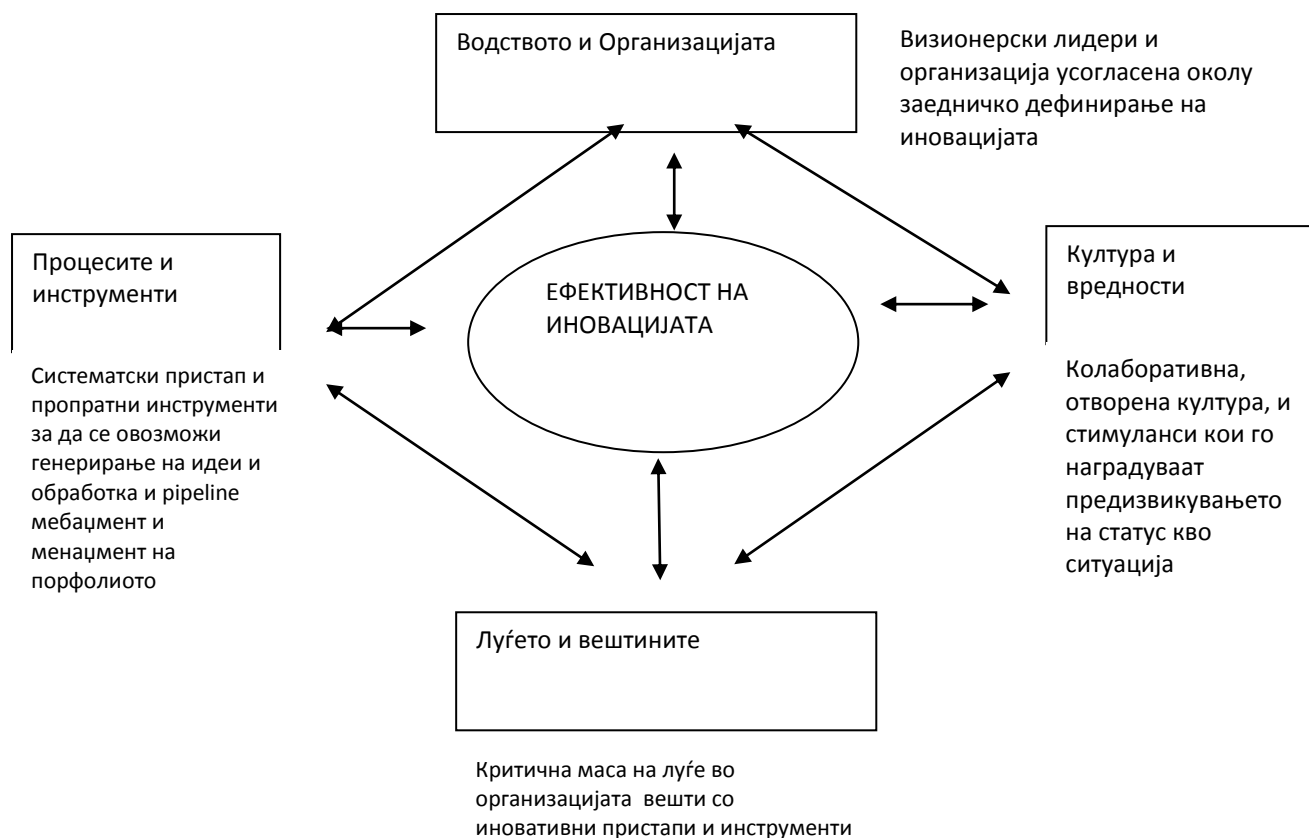 Водството и Организацијата
Визионерски лидери и
организација усогласена околу
заедничко дефинирање на
иновацијата
Процесите и
инструменти
ЕФЕКТИВНОСТ НА
ИНОВАЦИЈАТА
Култура и
вредности
Систематски пристап и
пропратни инструменти
за да се овозможи
генерирање на идеи и
обработка и pipeline
мебаџмент и
менаџмент на
порфолиото
Колаборативна,
отворена култура, и
стимуланси кои го
наградуваат
предизвикувањето
на статус кво
ситуација
Луѓето и вештините
Критична маса на луѓе во
организацијата  вешти со
иновативни пристапи и инструменти